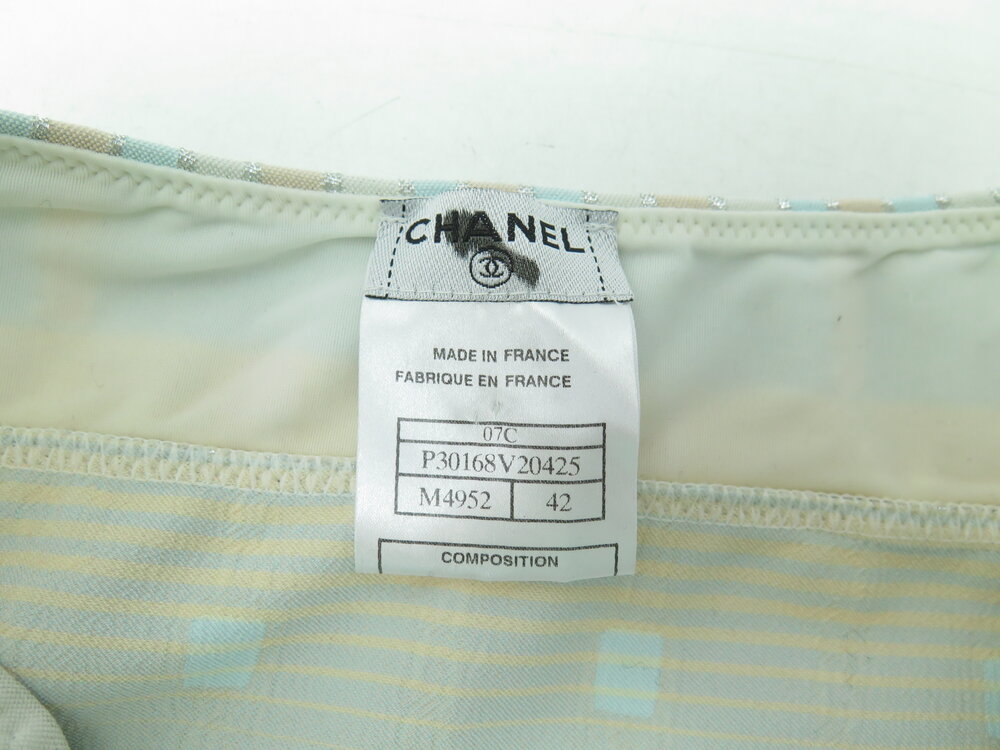 CHANEL
MADE IN FRANCE
FABRIQUE EN FRANCE
07C
P30168V20425
M4952 42
COMPOSITION